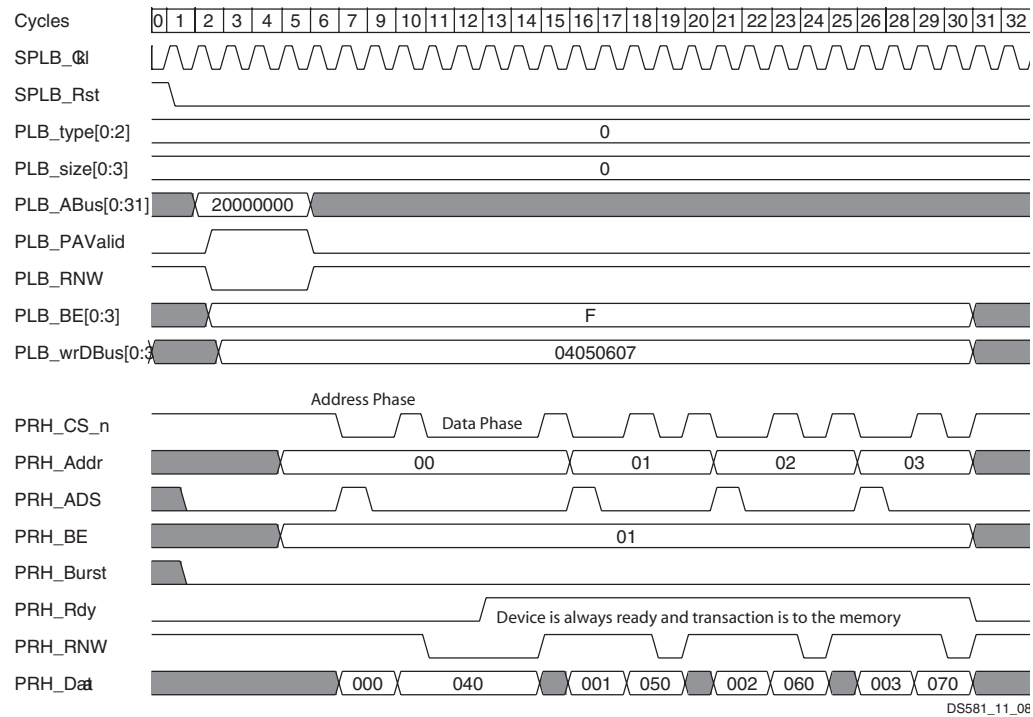 Cycles 0 1 2 3 4 5 6 7 10 11 12 13 14 15 16 17 18 19 20 21 22 23 24 25 26 28 29 30 31 32
SPLB_Clk
SPLB_Rst
PLB_type[0:2] 0
PLB_size[0:3] 0
PLB_ABus[0:31] 20000000
PLB_PAValid
PLB_RNW
PLB_BE[0:3] F
PLB_wrDBus[0:3 04050607
Address Phase
PRH_CS_n Data Phase
PRH_Addr 00 01 02 03
PRH_ADS
PRH_BE 01
PRH_Burst
PRH_Rdy Device is always ready and transaction is to the memory
PRH_RNW
PRH_Data 000 040 001 050 002 060 003 070
DS581_11_08